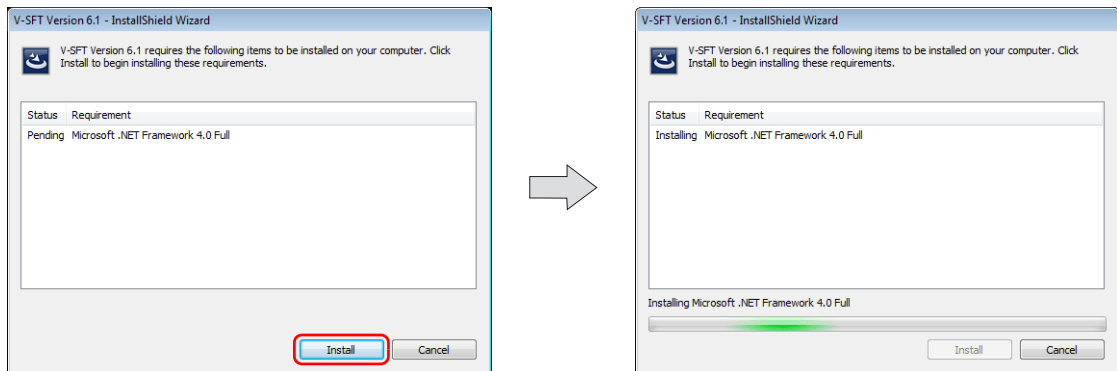 V-SFT Version 6.1 - InstallShield Wizard
V-SFT Version 6.1 requires the following items to be installed on your computer. Click
Install to begin installing these requirements.
Status Requirement
Pending Microsoft .NET Framework 4.0 Full
Install Cancel
V-SFT Version 6.1 - InstallShield Wizard
V-SFT Version 6.1 requires the following items to be installed on your computer. Click
Install to begin installing these requirements.
Status Requirement
Installing Microsoft .NET Framework 4.0 Full
Installing Microsoft .NET Framework 4.0 Full
Install Cancel